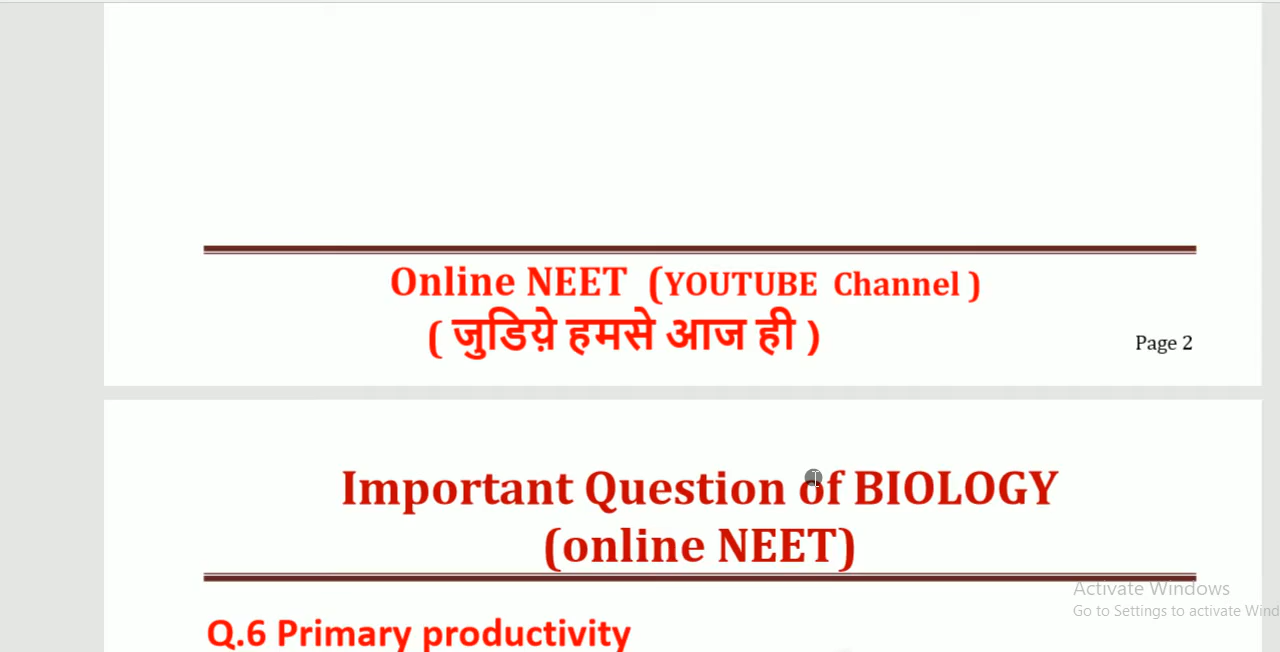 Online NEET (YOUTUBE Channel )
( जुडिय़े हमसे आज ही )
Page 2
Important Question of BIOLOGY
(online NEET)
Activate Windows
Go to Settings to activate Wind
Q.6 Primary productivity